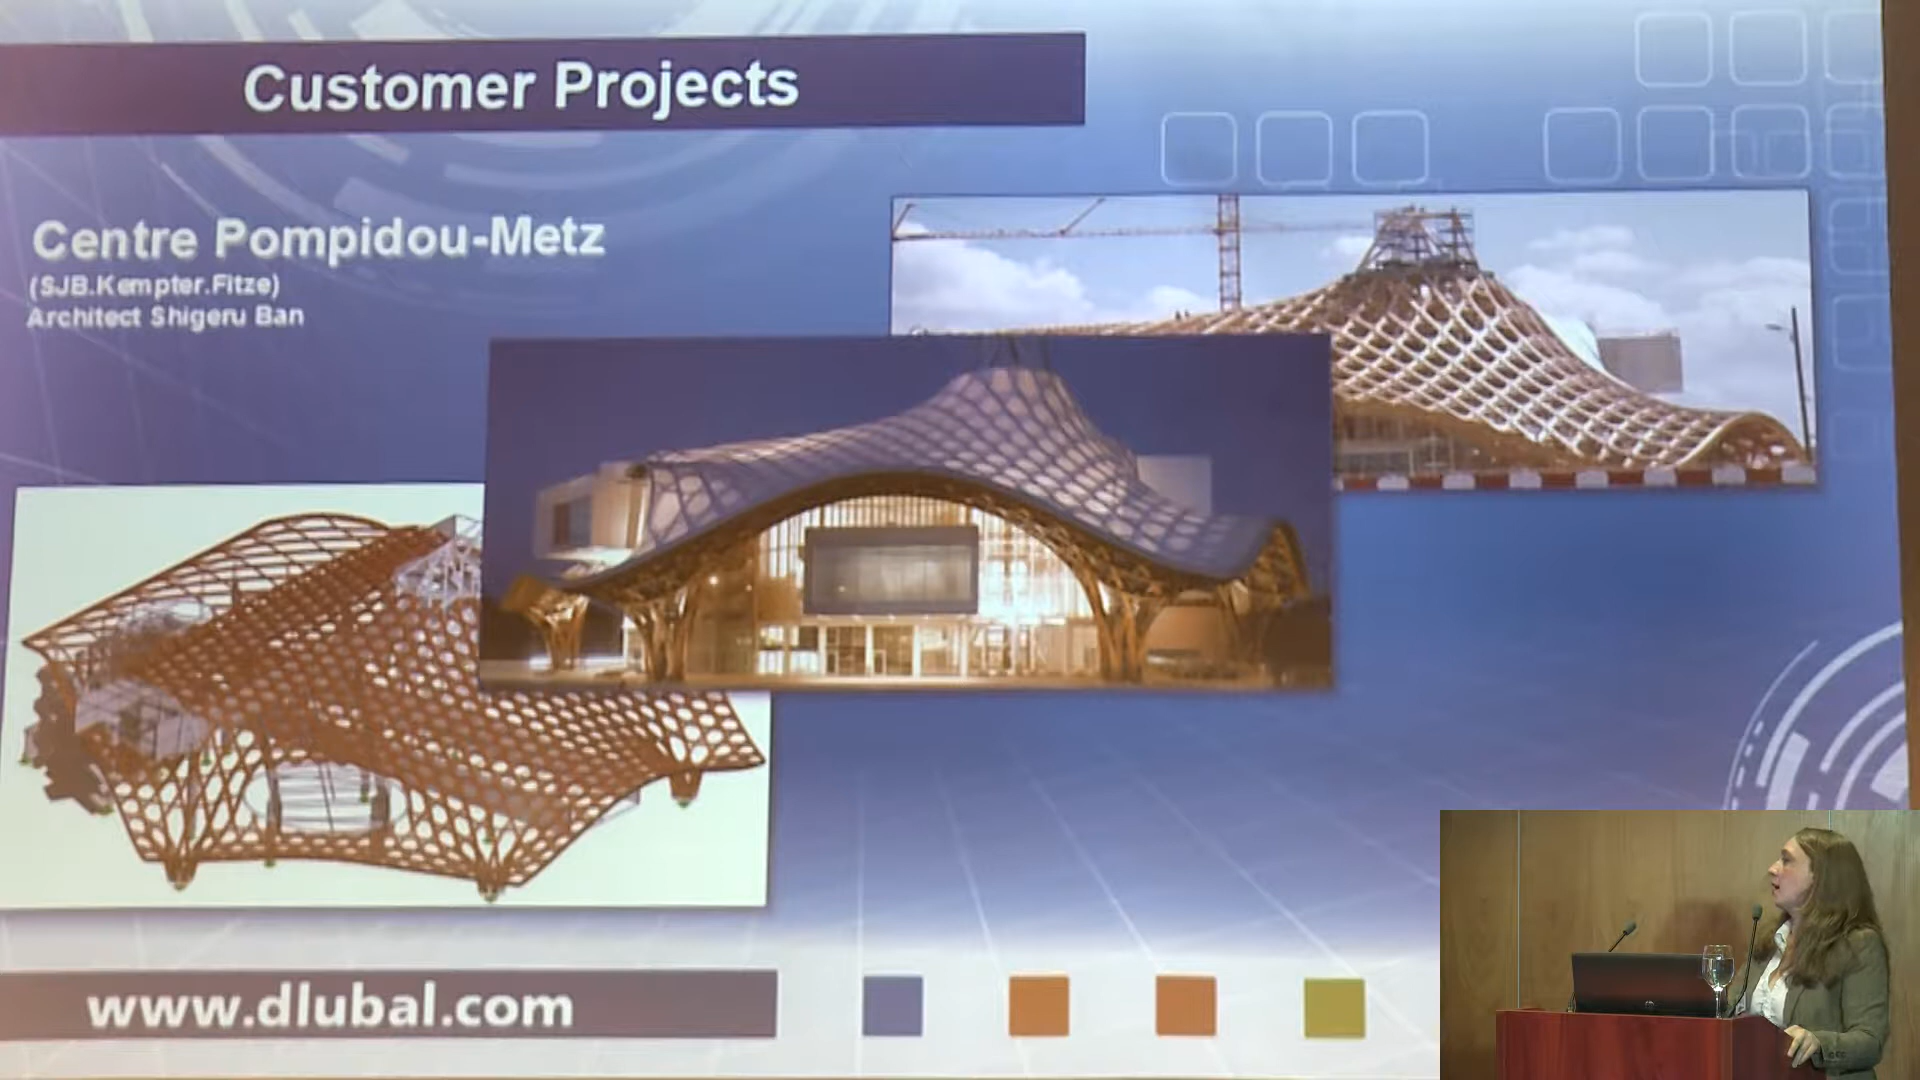 Customer Projects
Centre Pompidou-Metz
(SJB.Kempter.Fitze)
Architect Shigeru Ban
www.dlubal.com